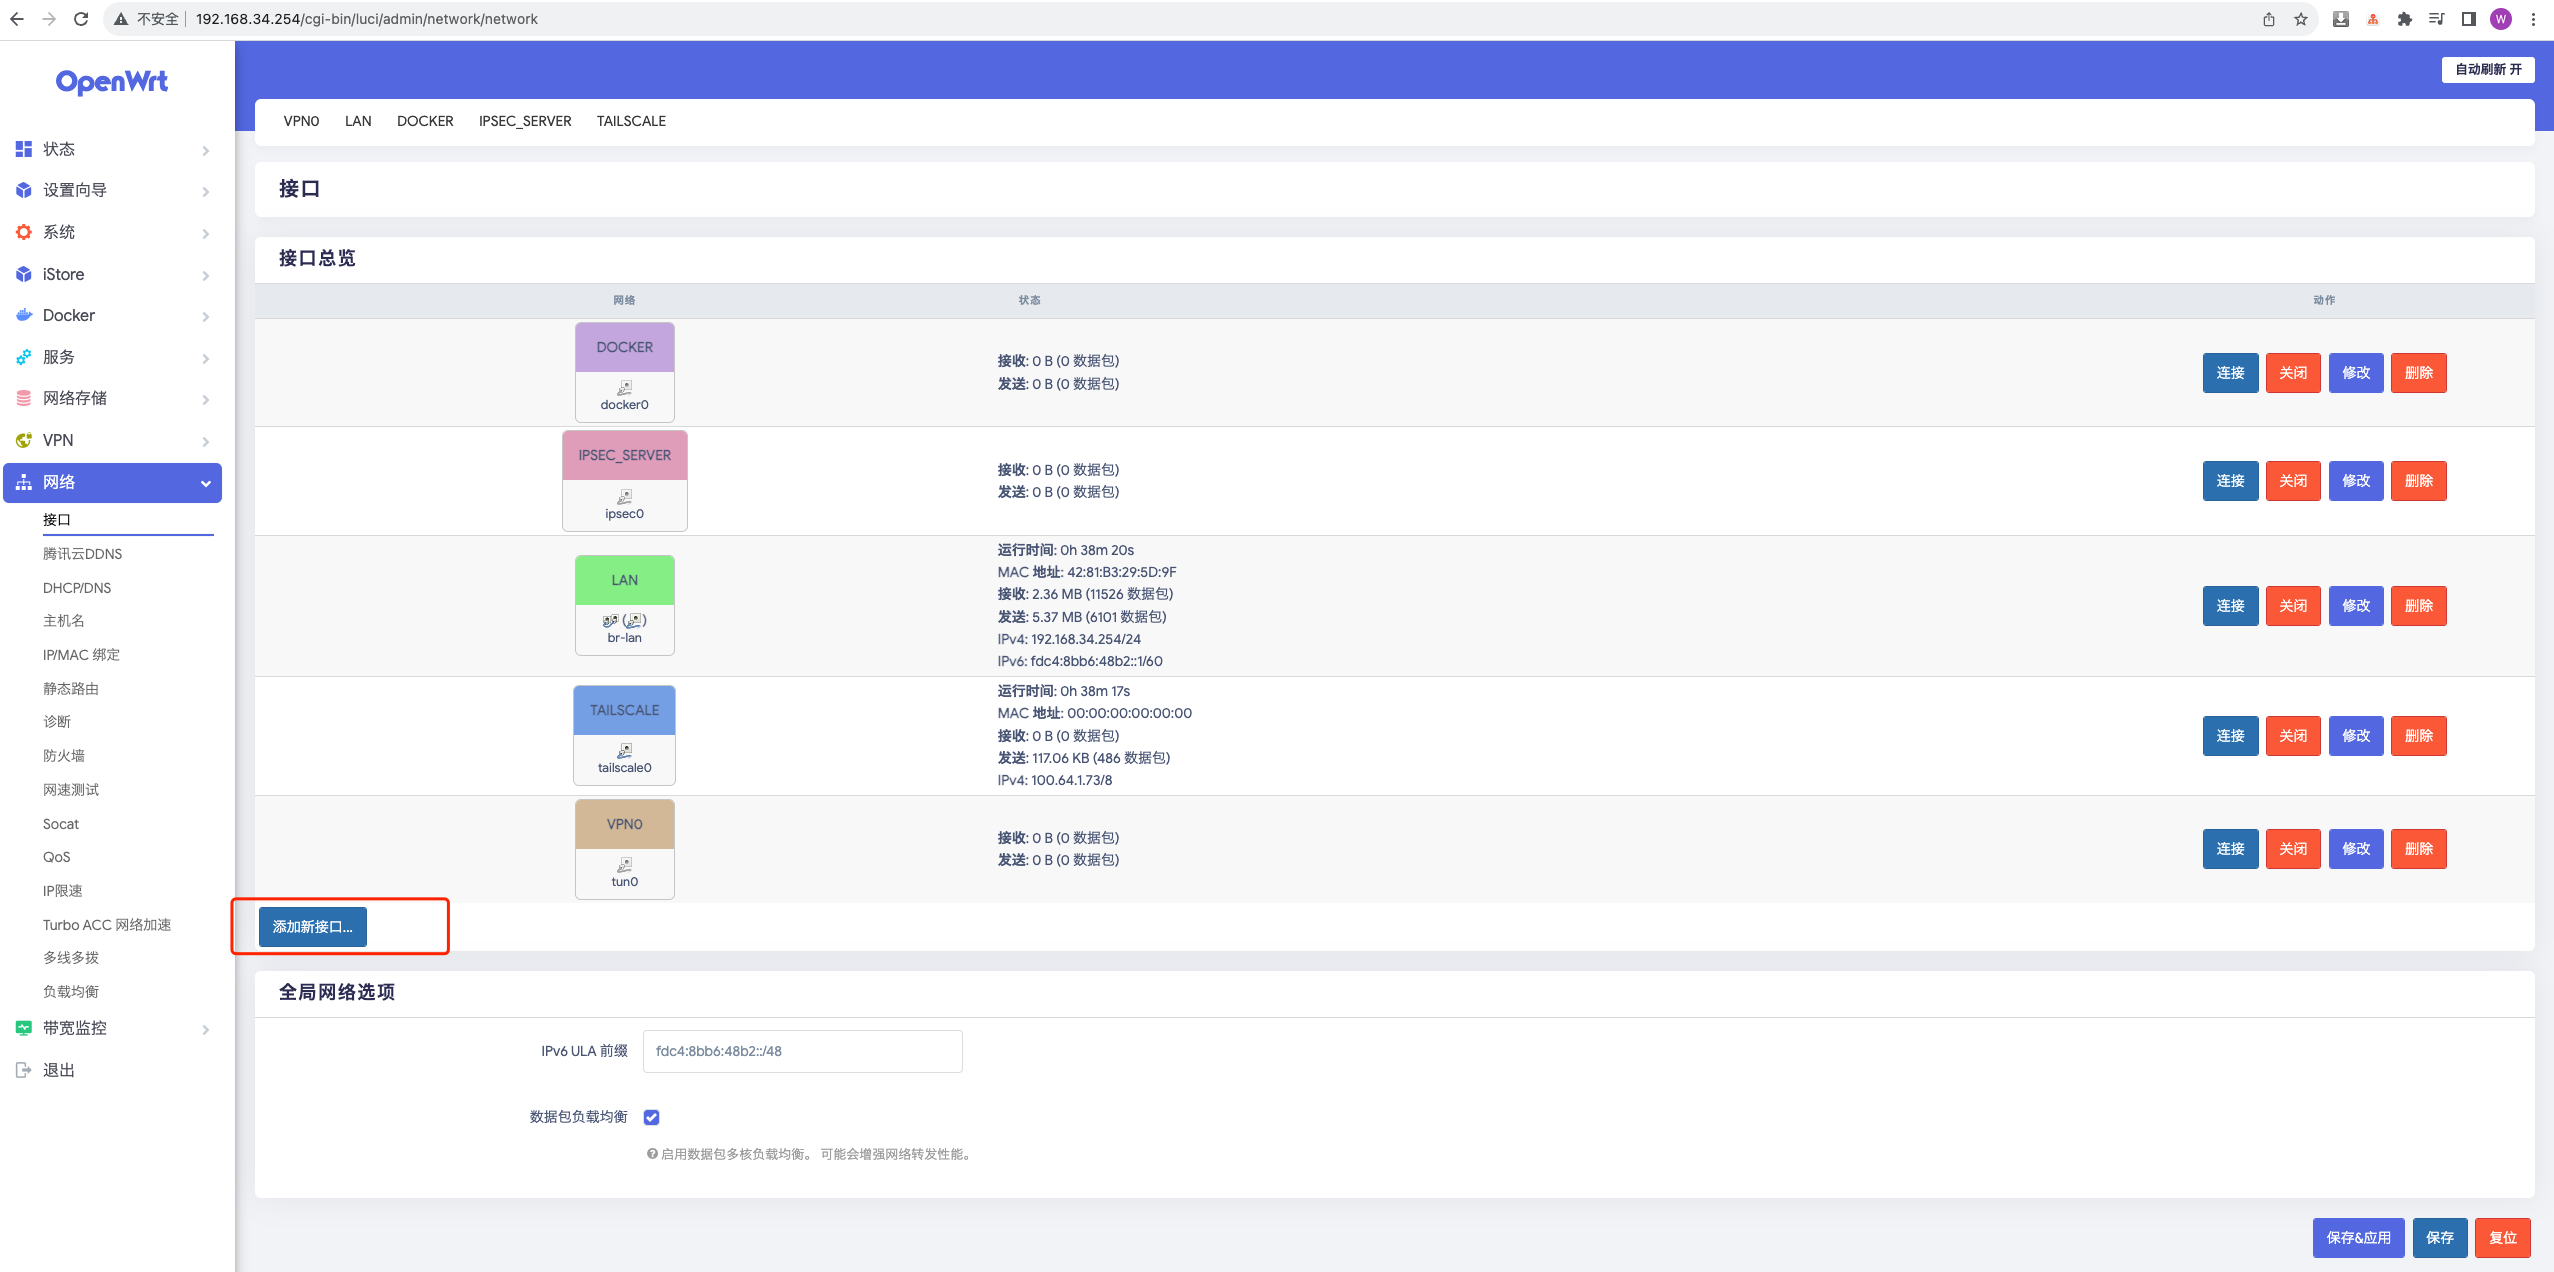 不安全 192.168.34.254/cgi-bin/luci/admin/network/network
W
OpenWrt
自动刷新 开
VPN0 LAN DOCKER IPSEC_SERVER TAILSCALE
状态
设置向导
系统
iStore
Docker
服务
网络存储
VPN
网络
接口
腾讯云DDNS
DHCP/DNS
主机名
IP/MAC 绑定
静态路由
诊断
防火墙
网速测试
Socat
QoS
IP限速
Turbo ACC 网络加速
多线多拨
负载均衡
带宽监控
退出
接口
接口总览
网络 状态 动作
DOCKER
docker0
接收: 0 B (0 数据包)
发送: 0 B (0 数据包)
连接 关闭 修改 删除
IPSEC_SERVER
ipsec0
接收: 0 B (0 数据包)
发送: 0 B (0 数据包)
连接 关闭 修改 删除
LAN
( )
br-lan
运行时间: 0h 38m 20s
MAC 地址: 42:81:B3:29:5D:9F
接收: 2.36 MB (11526 数据包)
发送: 5.37 MB (6101 数据包)
IPv4: 192.168.34.254/24
IPv6: fdc4:8bb6:48b2::1/60
连接 关闭 修改 删除
TAILSCALE
tailscale0
运行时间: 0h 38m 17s
MAC 地址: 00:00:00:00:00:00
接收: 0 B (0 数据包)
发送: 117.06 KB (486 数据包)
IPv4: 100.64.1.73/8
连接 关闭 修改 删除
VPN0
tun0
接收: 0 B (0 数据包)
发送: 0 B (0 数据包)
连接 关闭 修改 删除
添加新接口...
全局网络选项
IPv6 ULA 前缀 fdc4:8bb6:48b2::/48
数据包负载均衡
启用数据包多核负载均衡。 可能会增强网络转发性能。
保存&应用 保存 复位